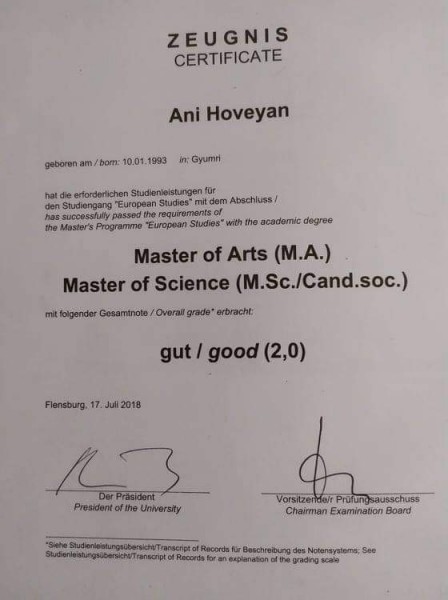 ZEUGNIS
CERTIFICATE
Ani Hoveyan
geboren am / born: 10.01.1993 in: Gyumri
hat die erforderlichen Studienleistungen für
den Studiengang "European Studies" mit dem Abschluss /
has successfully passed the requirements of
the Master's Programme "European Studies" with the academic degree
Master of Arts (M.A.)
Master of Science (M.Sc./Cand.soc.)
mit folgender Gesamtnote / Overall grade* erbracht:
gut / good (2,0)
Flensburg, 17. Juli 2018
Der Präsident
President of the University
Vorsitzende/r Prüfungsausschuss
Chairman Examination Board
*Siehe Studienleistungsübersicht/Transcript of Records für Beschreibung des Notensystems; See
Studienleistungsübersicht/Transcript of Records for an explanation of the grading scale